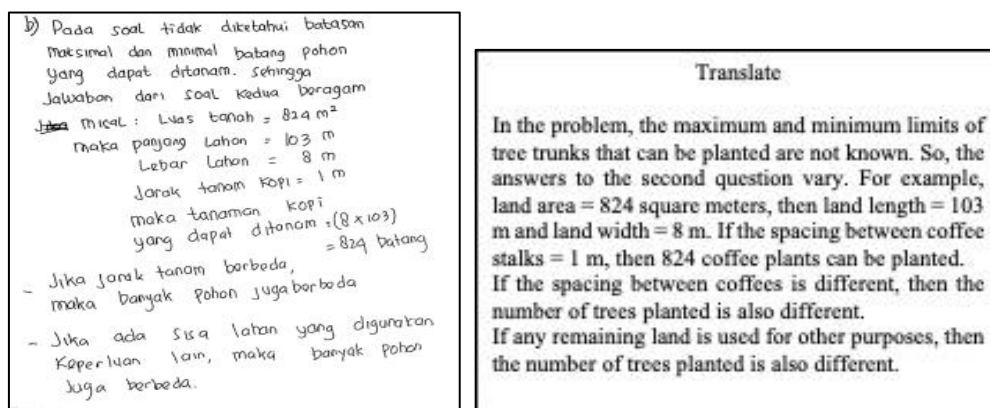 b) Pada soal tidak diketahui batasan
maksimal dan minimal batang pohon
yang dapat ditanam. Sehingga
Jawaban dari soal kedua beragam
misal : Luas tanah = 824 m²
maka panjang Lahan = 103 m
Lebar Lahan = 8 m
Jarak tanam kopi = 1 m
maka tanaman kopi
yang dapat ditanam = (8 x 103)
= 824 batang
- Jika jarak tanam berbeda,
maka banyak pohon juga berbeda
- Jika ada sisa lahan yang digunakan
Keperluan lain, maka banyak pohon
Juga berbeda.
Translate
In the problem, the maximum and minimum limits of
tree trunks that can be planted are not known. So, the
answers to the second question vary. For example,
land area = 824 square meters, then land length = 103
m and land width = 8 m. If the spacing between coffee
stalks = 1 m, then 824 coffee plants can be planted.
If the spacing between coffees is different, then the
number of trees planted is also different.
If any remaining land is used for other purposes, then
the number of trees planted is also different.